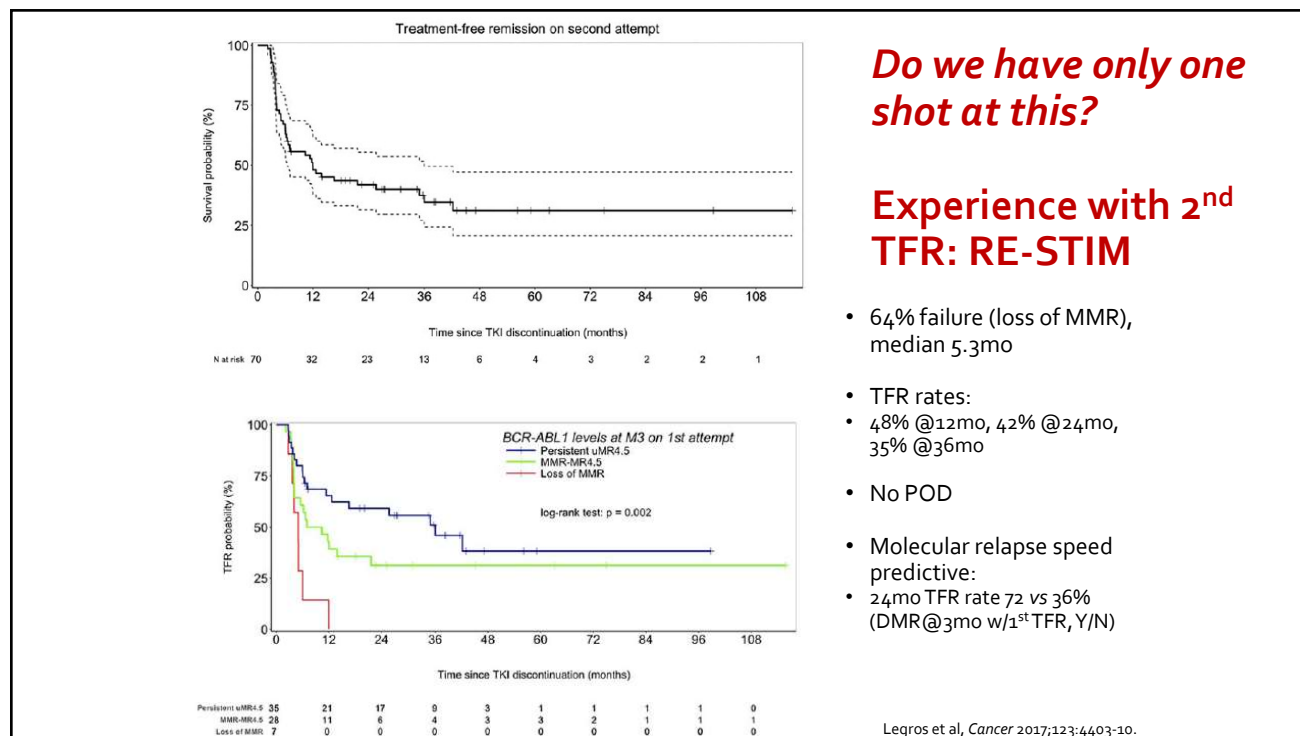 Treatment-free remission on second attempt
100
75
50
25
0
Survival probability (%)
0 12 24 36 48 60 72 84 96 108
Time since TKI discontinuation (months)
N at risk 70 32 23 13 6 4 3 2 2 1
100
75
50
25
0
TFR probability (%)
BCR-ABL1 levels at M3 on 1st attempt
Persistent uMR4.5
MMR-MR4.5
Loss of MMR
log-rank test: p = 0.002
0 12 24 36 48 60 72 84 96 108
Time since TKI discontinuation (months)
Persistent uMR4.5 35 21 17 9 3 1 1 1 1 0
MMR-MR4.5 28 11 6 4 3 3 2 1 1 1
Loss of MMR 7 0 0 0 0 0 0 0 0 0
Do we have only one
shot at this?
Experience with 2nd
TFR: RE-STIM
• 64% failure (loss of MMR),
median 5.3mo
• TFR rates:
• 48% @12mo, 42% @24mo,
35% @36mo
• No POD
• Molecular relapse speed
predictive:
• 24mo TFR rate 72 vs 36%
(DMR@3mo w/1st TFR, Y/N)
Legros et al, Cancer 2017;123:4403-10.